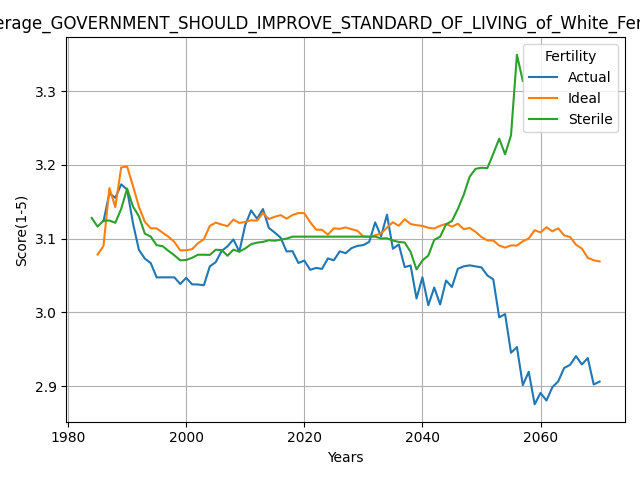 erage_GOVERNMENT_SHOULD_IMPROVE_STANDARD_OF_LIVING_of_White_Fer
Fertility
Actual
Ideal
Sterile
3.3
3.2
3.1
3.0
2.9
Score(1-5)
1980 2000 2020 2040 2060
Years